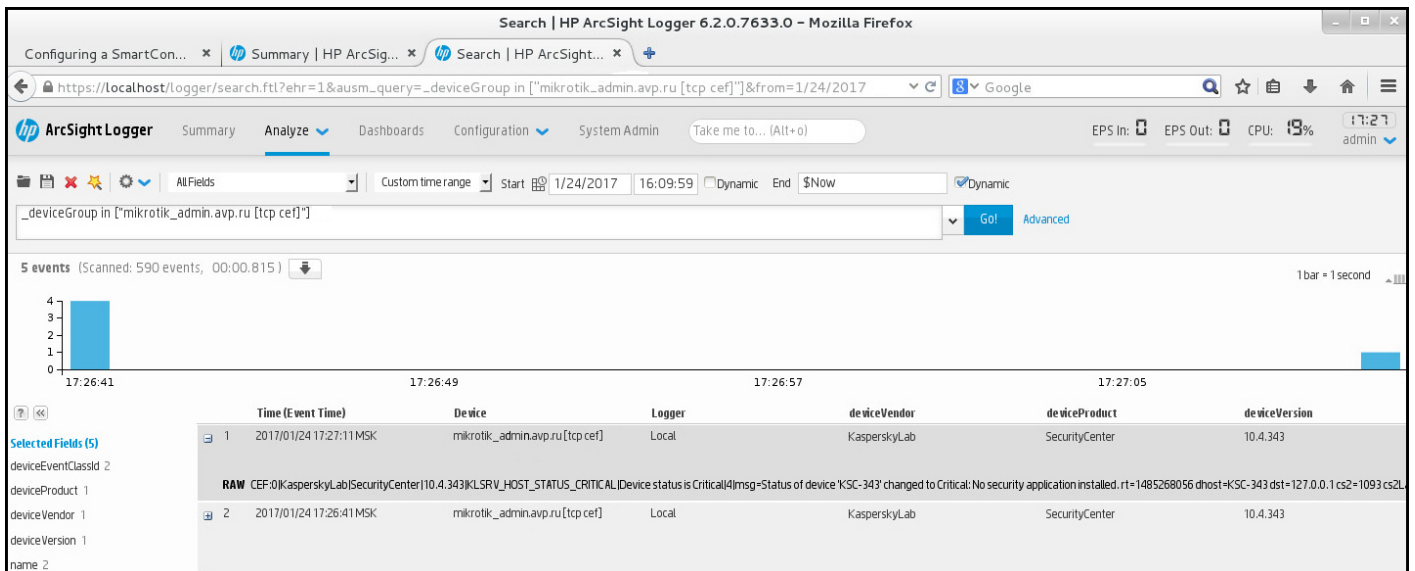 Search | HP ArcSight Logger 6.2.0.7633.0 - Mozilla Firefox
Configuring a SmartCon... × hp Summary | HP ArcSig... × hp Search | HP ArcSight... ×
https://localhost/logger/search.ftl?ehr=1&ausm_query=_deviceGroup in ["mikrotik_admin.avp.ru [tcp cef]"]&from=1/24/2017 8 Google
hp ArcSight Logger Summary Analyze Dashboards Configuration System Admin Take me to... (Alt+o) EPS In: 0 EPS Out: 0 CPU: 19% 17:27
admin
All Fields Custom time range Start 1/24/2017 16:09:59 Dynamic End $Now Dynamic
_deviceGroup in ["mikrotik_admin.avp.ru [tcp cef]"] Go! Advanced
5 events (Scanned: 590 events, 00:00.815)
1 bar = 1 second
4
3
2
1
0
17:26:41 17:26:49 17:26:57 17:27:05
? «
Time (Event Time) Device Logger deviceVendor deviceProduct deviceVersion
Selected Fields (5)
1 2017/01/24 17:27:11 MSK mikrotik_admin.avp.ru [tcp cef] Local KasperskyLab SecurityCenter 10.4.343
deviceEventClassId 2
RAW CEF:0|KasperskyLab|SecurityCenter|10.4.343|KLSRV_HOST_STATUS_CRITICAL|Device status is Critical|4|msg=Status of device 'KSC-343' changed to Critical: No security application installed. rt=1485268056 dhost=KSC-343 dst=127.0.0.1 cs2=1093 cs2L
deviceProduct 1
deviceVendor 1
2 2017/01/24 17:26:41 MSK mikrotik_admin.avp.ru [tcp cef] Local KasperskyLab SecurityCenter 10.4.343
deviceVersion 1
name 2